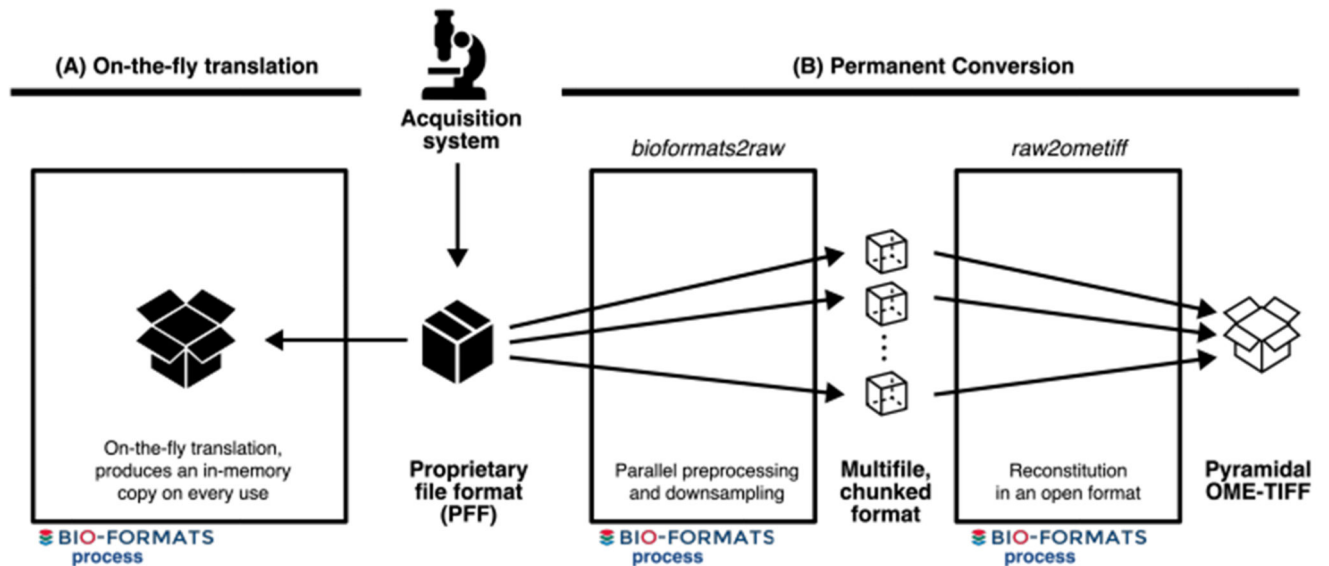 (A) On-the-fly translation
Acquisition
system
(B) Permanent Conversion
bioformats2raw
raw2ometiff
On-the-fly translation,
produces an in-memory
copy on every use
Proprietary
file format
(PFF)
Parallel preprocessing
and downsampling
Multifile,
chunked
format
Reconstitution
in an open format
Pyramidal
OME-TIFF
BIO-FORMATS
process
BIO-FORMATS
process
BIO-FORMATS
process